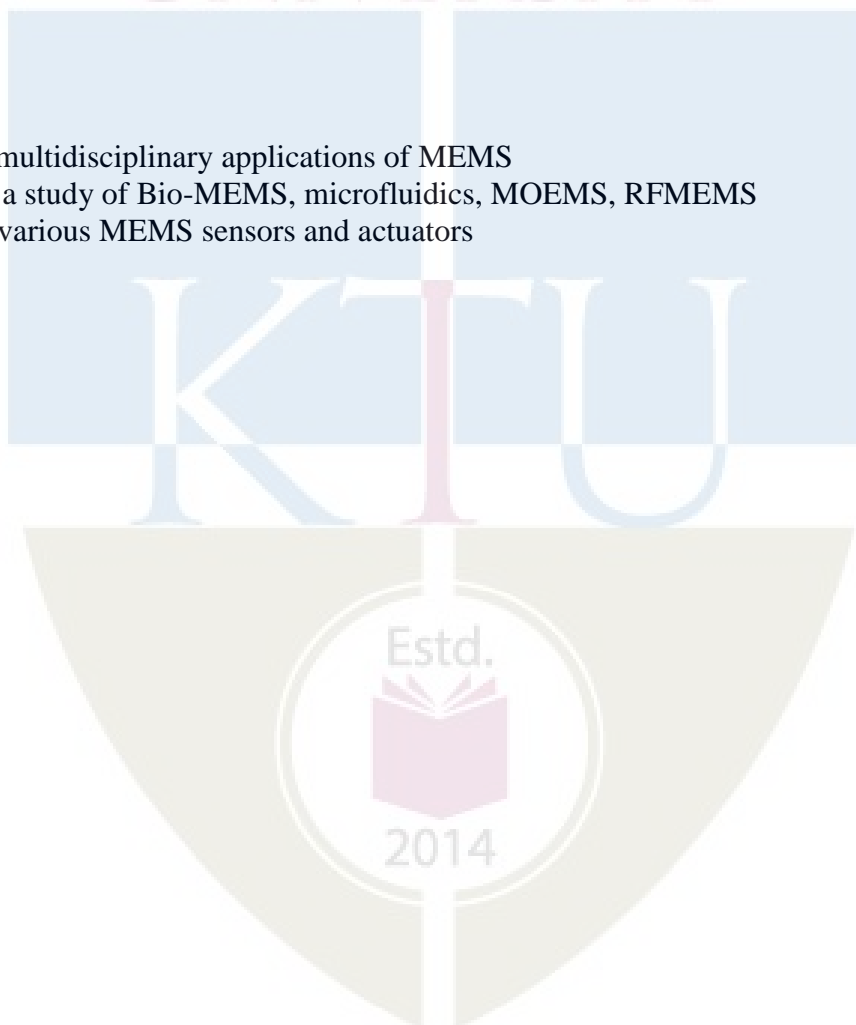 multidisciplinary applications of MEMS
a study of Bio-MEMS, microfluidics, MOEMS, RFMEMS
various MEMS sensors and actuators
KTU
Estd.
2014